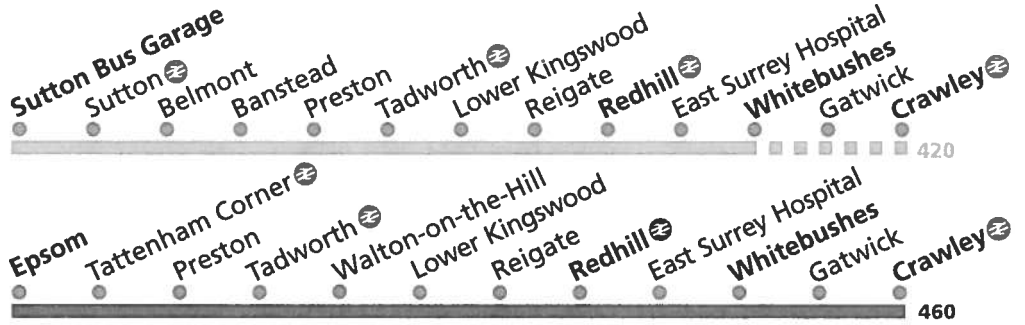 Sutton Bus Garage
Sutton
Belmont
Banstead
Preston
Tadworth
Lower Kingswood
Reigate
Redhill
East Surrey Hospital
Whitebushes
Gatwick
Crawley
420
Epsom
Tattenham Corner
Preston
Tadworth
Walton-on-the-Hill
Lower Kingswood
Reigate
Redhill
East Surrey Hospital
Whitebushes
Gatwick
Crawley
460